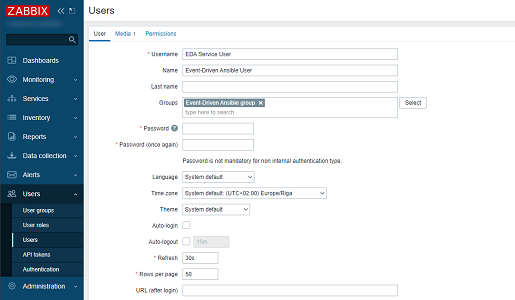 ZABBIX
Users
User
Media 1
Permissions
* Username
EDA Service User
Name
Event-Driven Ansible User
Last name
Groups
Event-Driven Ansible group
type here to search
Select
* Password ?
* Password (once again)
Password is not mandatory for non internal authentication type.
Language
System default
Time zone
System default: (UTC+02:00) Europe/Riga
Theme
System default
Auto-login
Auto-logout
15m
* Refresh
30s
* Rows per page
50
URL (after login)
Dashboards
Monitoring
Services
Inventory
Reports
Data collection
Alerts
Users
User groups
User roles
Users
API tokens
Authentication
Administration